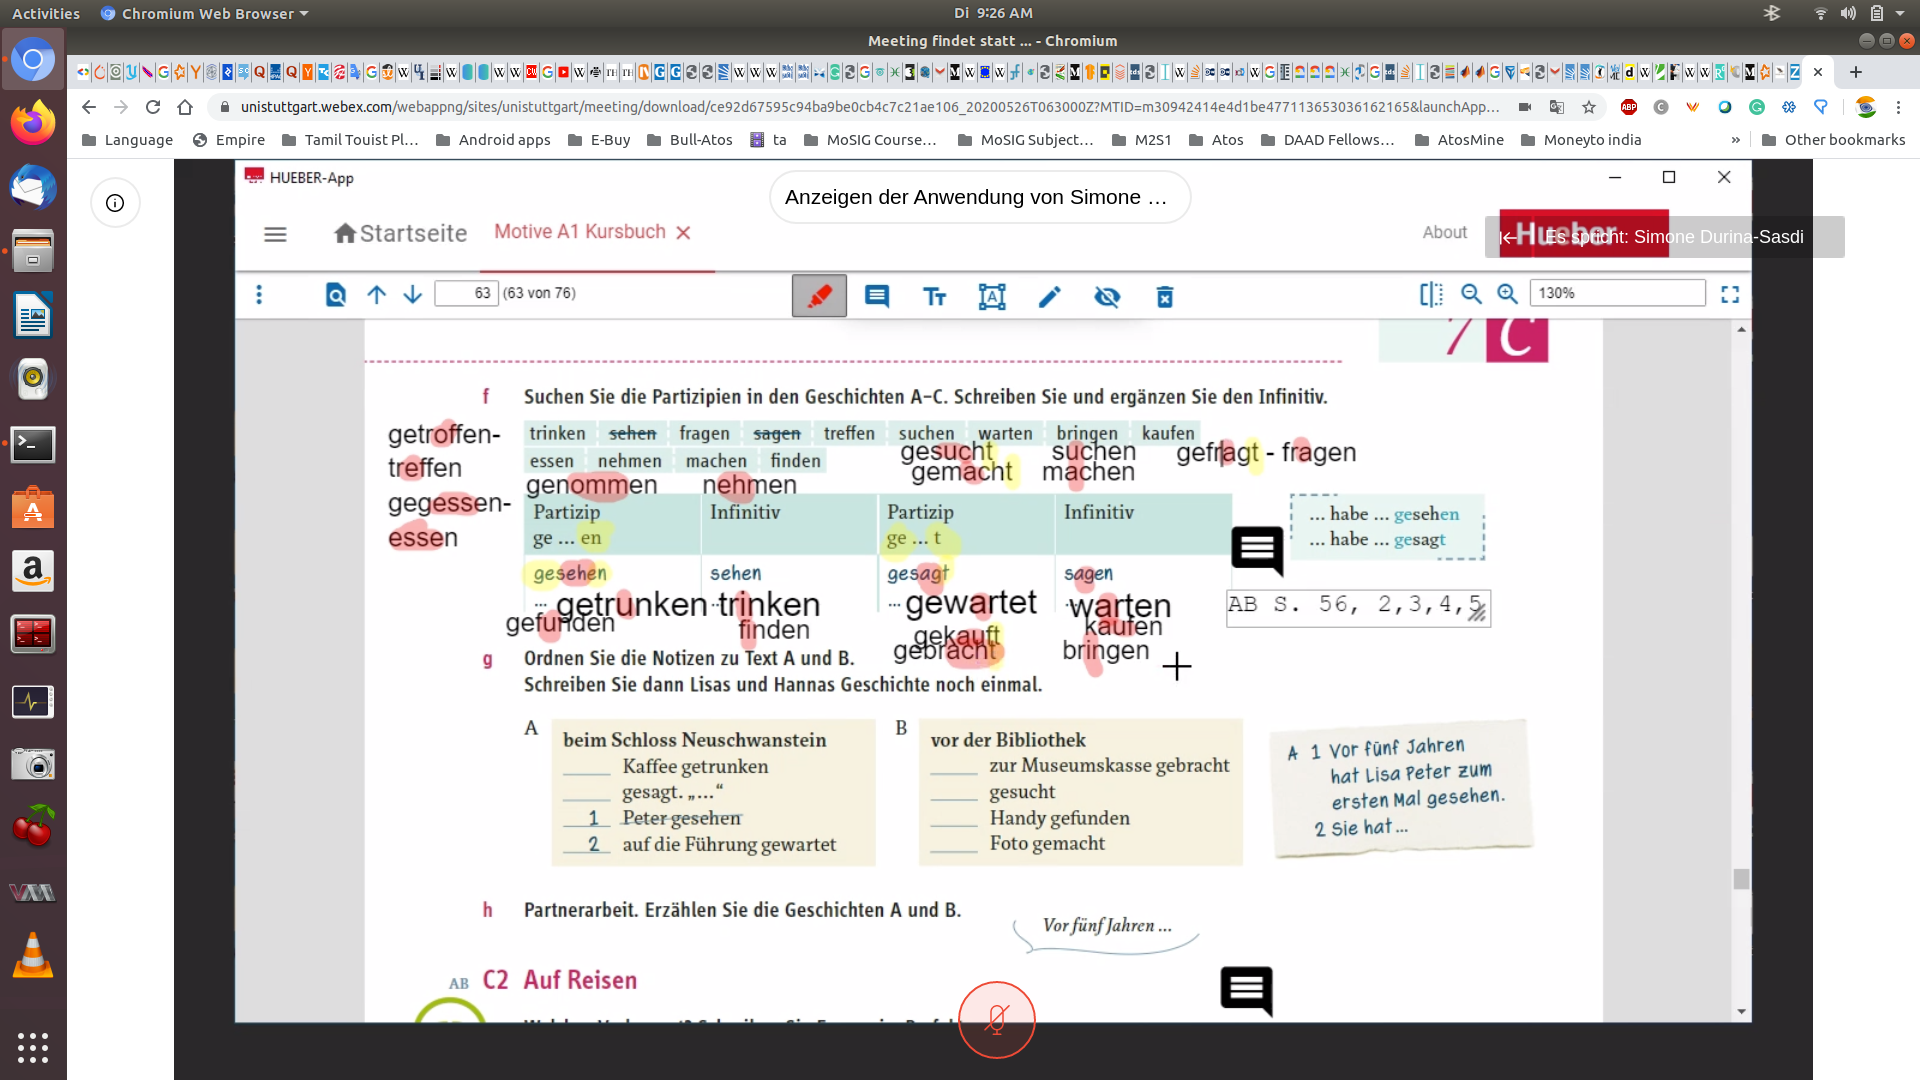 Activities Chromium Web Browser Di 9:26 AM
Meeting findet statt ... - Chromium
unistuttgart.webex.com/webappng/sites/unistuttgart/meeting/download/ce92d67595c94ba9be0cb4c7c21ae106_20200526T063000Z?MTID=m30942414e4d1be477113653036162165&launchApp...
Language Empire Tamil Touist Pl... Android apps E-Buy Bull-Atos ta MoSIG Course... MoSIG Subject... M2S1 Atos DAAD Fellows... AtosMine Moneyto india » Other bookmarks
HUEBER-App
Anzeigen der Anwendung von Simone ...
Startseite Motive A1 Kursbuch About Hueber
Es spricht: Simone Durina-Sasdi
63 (63 von 76) 130%
7 C
f Suchen Sie die Partizipien in den Geschichten A–C. Schreiben Sie und ergänzen Sie den Infinitiv.
getroffen-
treffen
gegessen-
essen
trinken sehen fragen sagen treffen suchen warten bringen kaufen
essen nehmen machen finden
gesucht suchen gefragt - fragen
gemacht machen
genommen nehmen
Partizip Infinitiv Partizip Infinitiv
ge ... en ge ... t
... habe ... gesehen
... habe ... gesagt
gesehen sehen gesagt sagen
... getrunken trinken ... gewartet warten
AB S. 56, 2,3,4,5
gefunden finden gekauft kaufen
gebracht bringen
g Ordnen Sie die Notizen zu Text A und B.
Schreiben Sie dann Lisas und Hannas Geschichte noch einmal.
A beim Schloss Neuschwanstein
Kaffee getrunken
gesagt. „...“
1 Peter gesehen
2 auf die Führung gewartet
B vor der Bibliothek
zur Museumskasse gebracht
gesucht
Handy gefunden
Foto gemacht
A 1 Vor fünf Jahren
hat Lisa Peter zum
ersten Mal gesehen.
2 Sie hat ...
h Partnerarbeit. Erzählen Sie die Geschichten A und B.
Vor fünf Jahren ...
AB C2 Auf Reisen